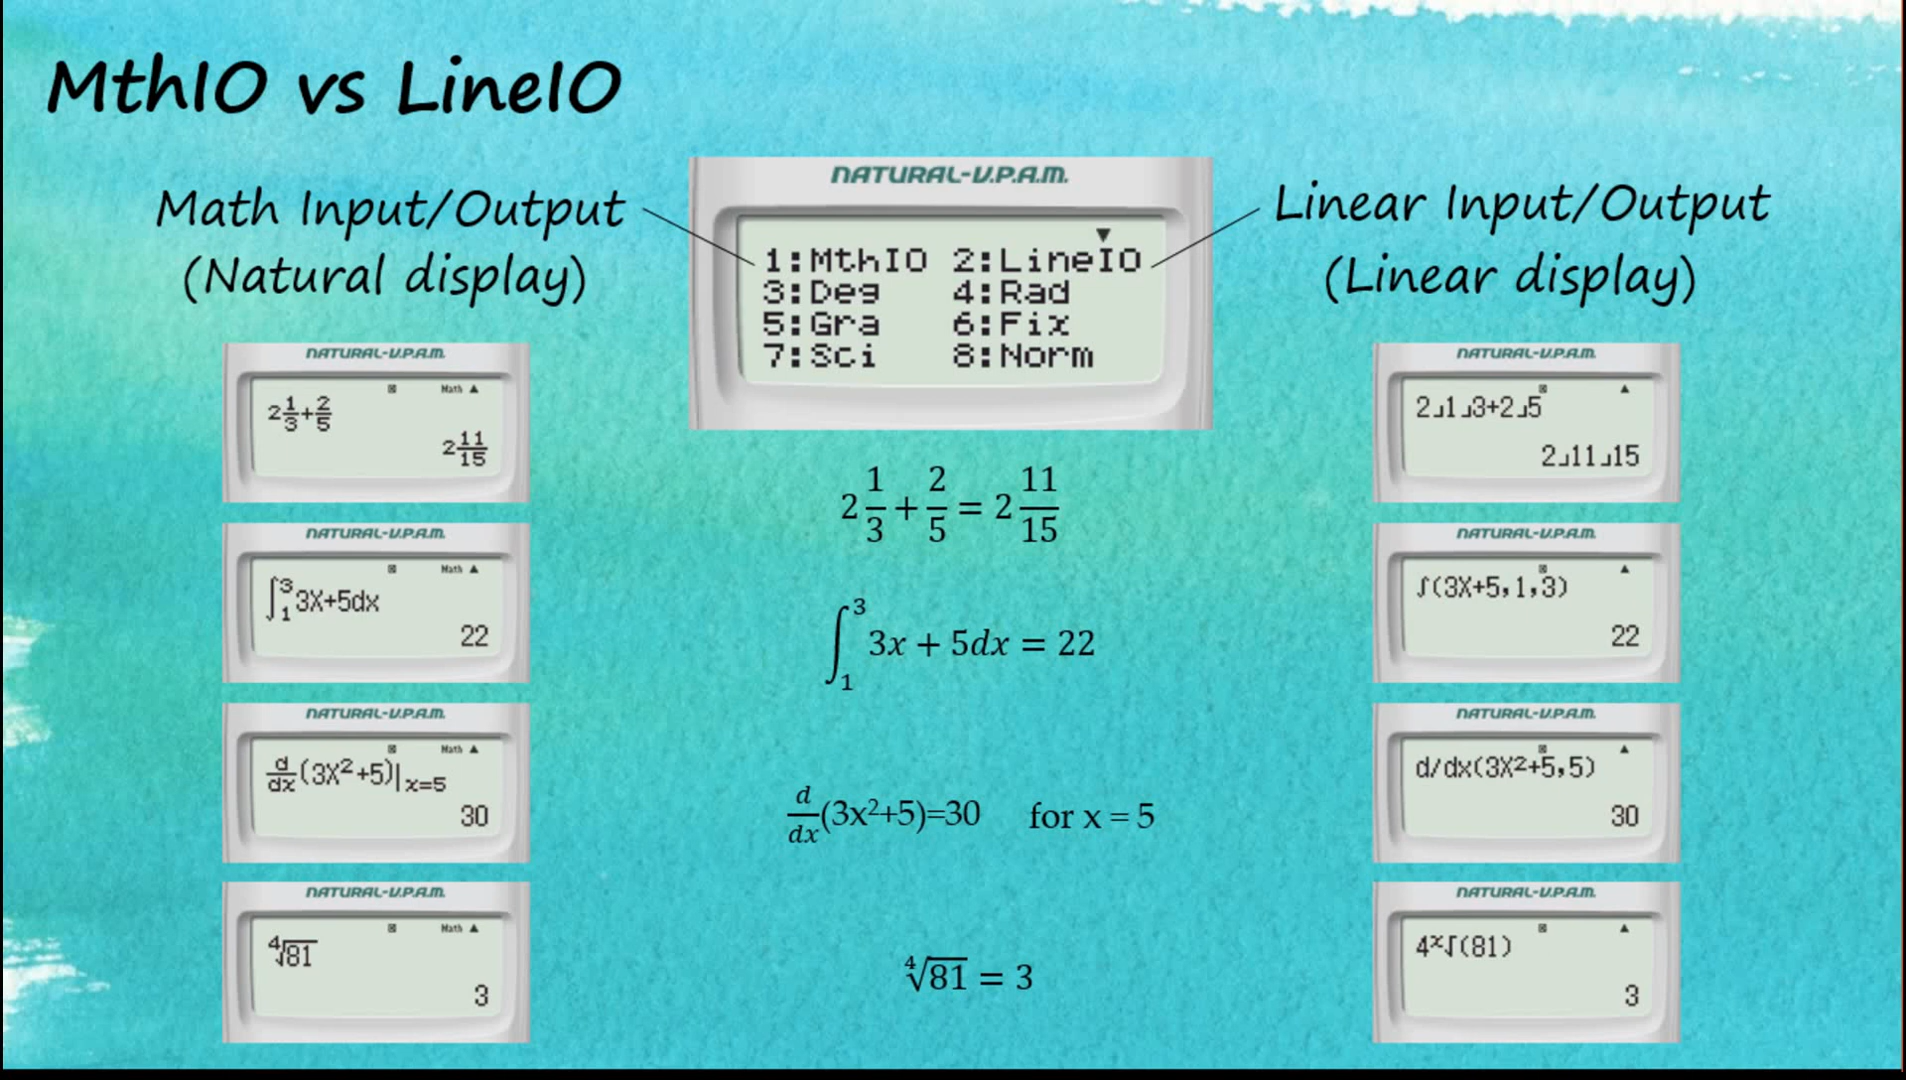 MthIO vs LineIO
Math Input/Output
(Natural display)
NATURAL-V.P.A.M.
1:MthIO 2:LineIO
3:Deg 4:Rad
5:Gra 6:Fix
7:Sci 8:Norm
Linear Input/Output
(Linear display)
NATURAL-V.P.A.M.
Math ▲
2 1/3+2/5
2 11/15
2 1/3 + 2/5 = 2 11/15
NATURAL-V.P.A.M.
▲
2⌟1⌟3+2⌟5
2⌟11⌟15
NATURAL-V.P.A.M.
Math ▲
∫₁³3X+5dx
22
∫₁³ 3x + 5dx = 22
NATURAL-V.P.A.M.
▲
∫(3X+5,1,3)
22
NATURAL-V.P.A.M.
Math ▲
d/dx(3X²+5)|x=5
30
d/dx(3x²+5)=30 for x = 5
NATURAL-V.P.A.M.
▲
d/dx(3X²+5,5)
30
NATURAL-V.P.A.M.
Math ▲
⁴√81
3
⁴√81 = 3
NATURAL-V.P.A.M.
▲
4ˣ√(81)
3